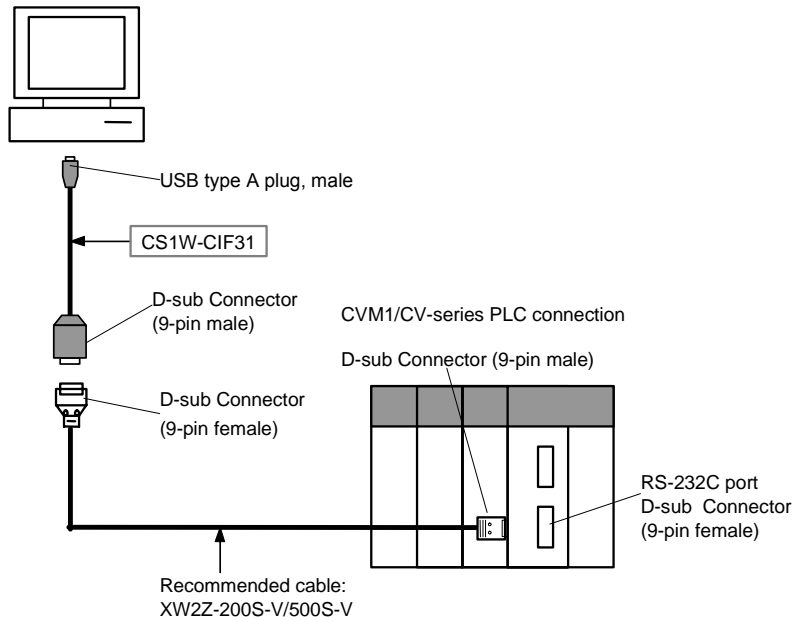 USB type A plug, male
CS1W-CIF31
D-sub Connector
(9-pin male)
CVM1/CV-series PLC connection
D-sub Connector (9-pin male)
D-sub Connector
(9-pin female)
RS-232C port
D-sub Connector
(9-pin female)
Recommended cable:
XW2Z-200S-V/500S-V